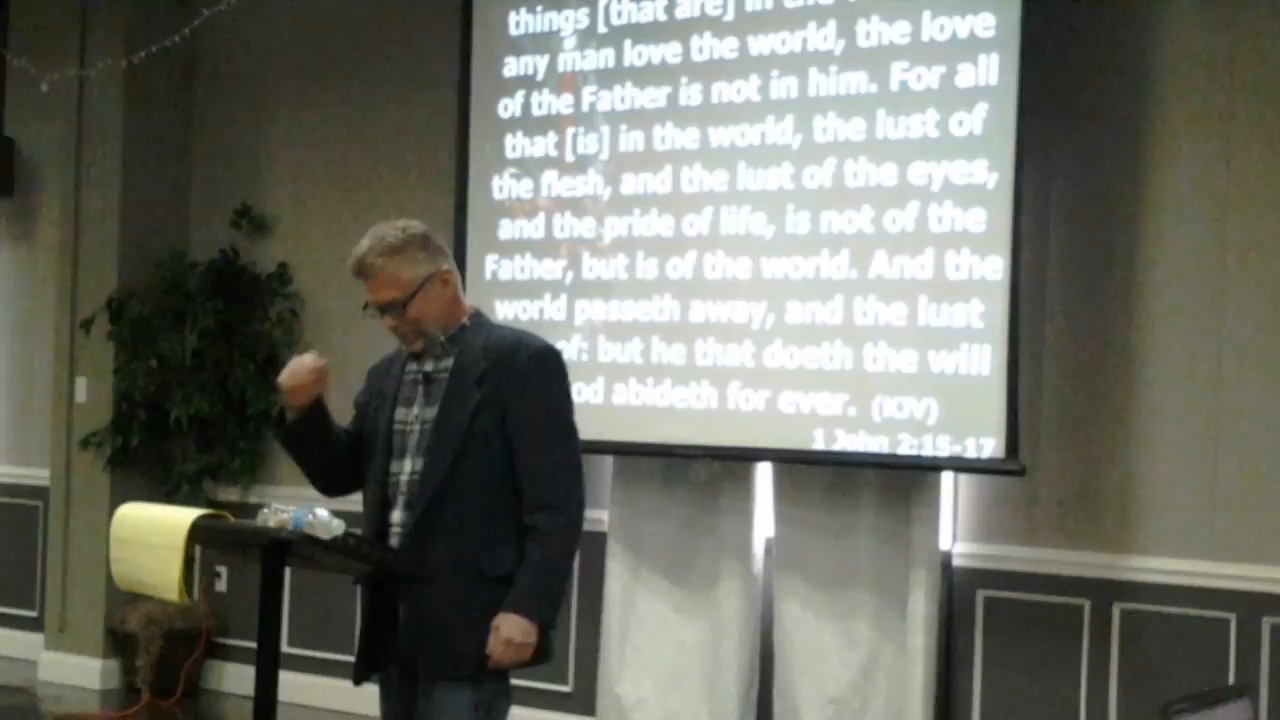 things [that are] in the
any man love the world, the love
of the Father is not in him. For all
that [is] in the world, the lust of
the flesh, and the lust of the eyes,
and the pride of life, is not of the
Father, but is of the world. And the
world passeth away, and the lust
of: but he that doeth the will
od abideth for ever. (KJV)
1 John 2:15-17